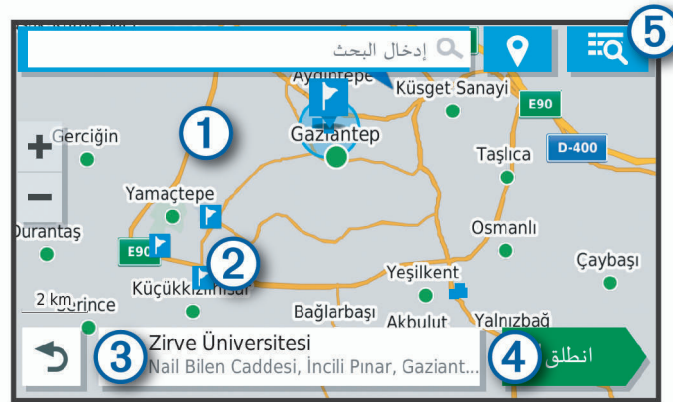 إدخال البحث
5
Aydıntepe
Küsget Sanayi
E90
1
Gerciğin
Gaziantep
D-400
+
Taşlıca
−
Yamaçtepe
Durantaş
Osmanlı
E90
2
Çaybaşı
Yeşilkent
2 km
Küçükkızılhisar
Bağlarbaşı
Akbulut
Yalnızbağ
3
Zirve Üniversitesi
4
انطلق
Nail Bilen Caddesi, İncili Pınar, Gaziant...